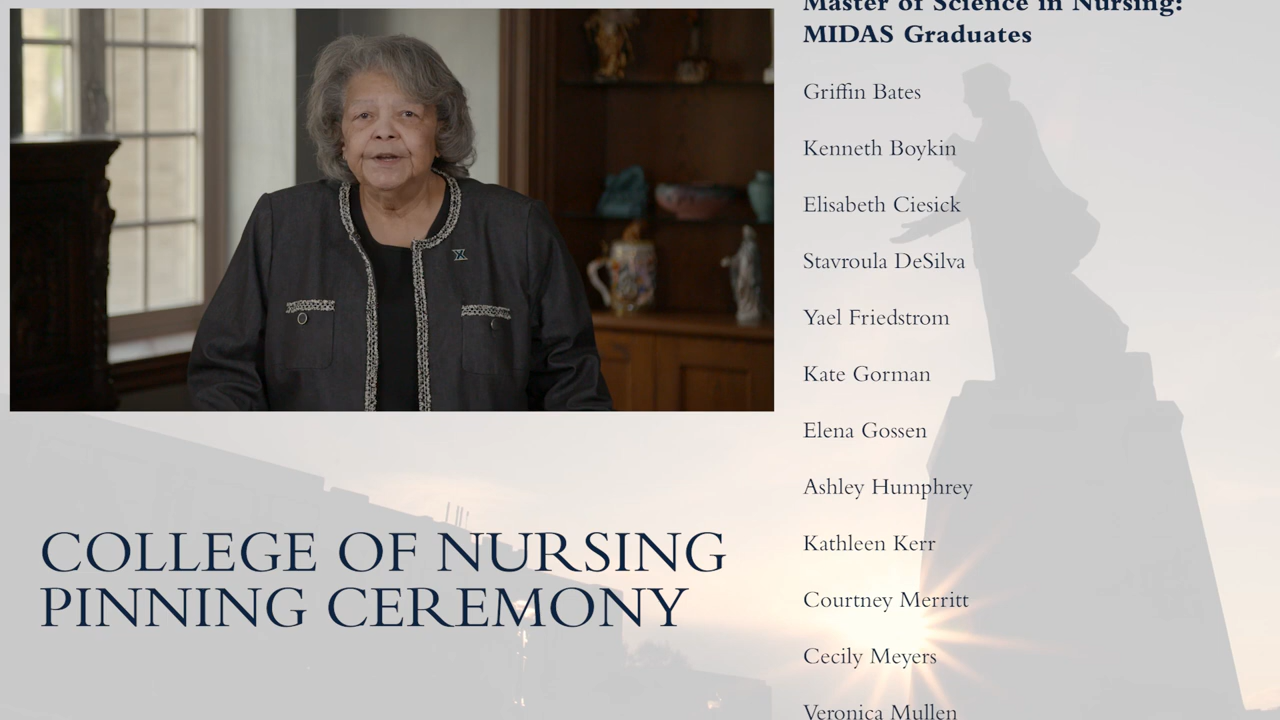 Master of Science in Nursing:
MIDAS Graduates
Griffin Bates
Kenneth Boykin
Elisabeth Ciesick
Stavroula DeSilva
Yael Friedstrom
Kate Gorman
Elena Gossen
Ashley Humphrey
Kathleen Kerr
Courtney Merritt
Cecily Meyers
Veronica Mullen
X
COLLEGE OF NURSING
PINNING CEREMONY